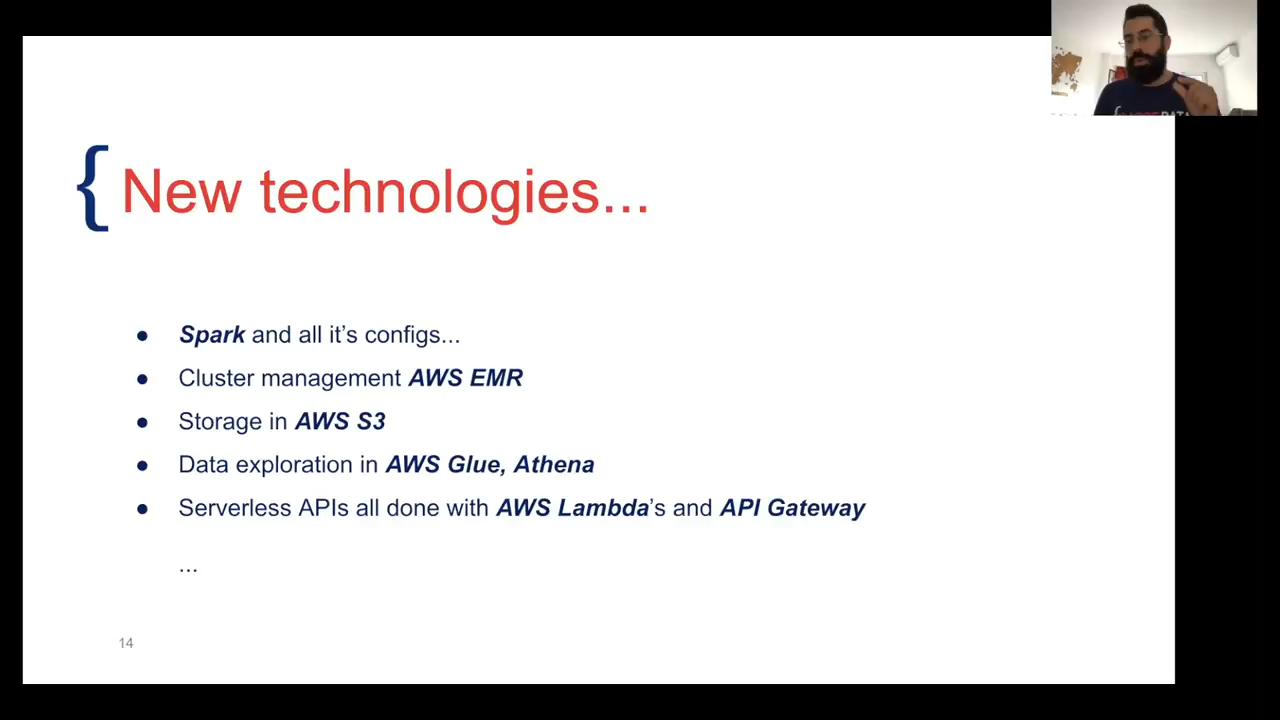 { New technologies...
● Spark and all it’s configs...
● Cluster management AWS EMR
● Storage in AWS S3
● Data exploration in AWS Glue, Athena
● Serverless APIs all done with AWS Lambda’s and API Gateway
...
14